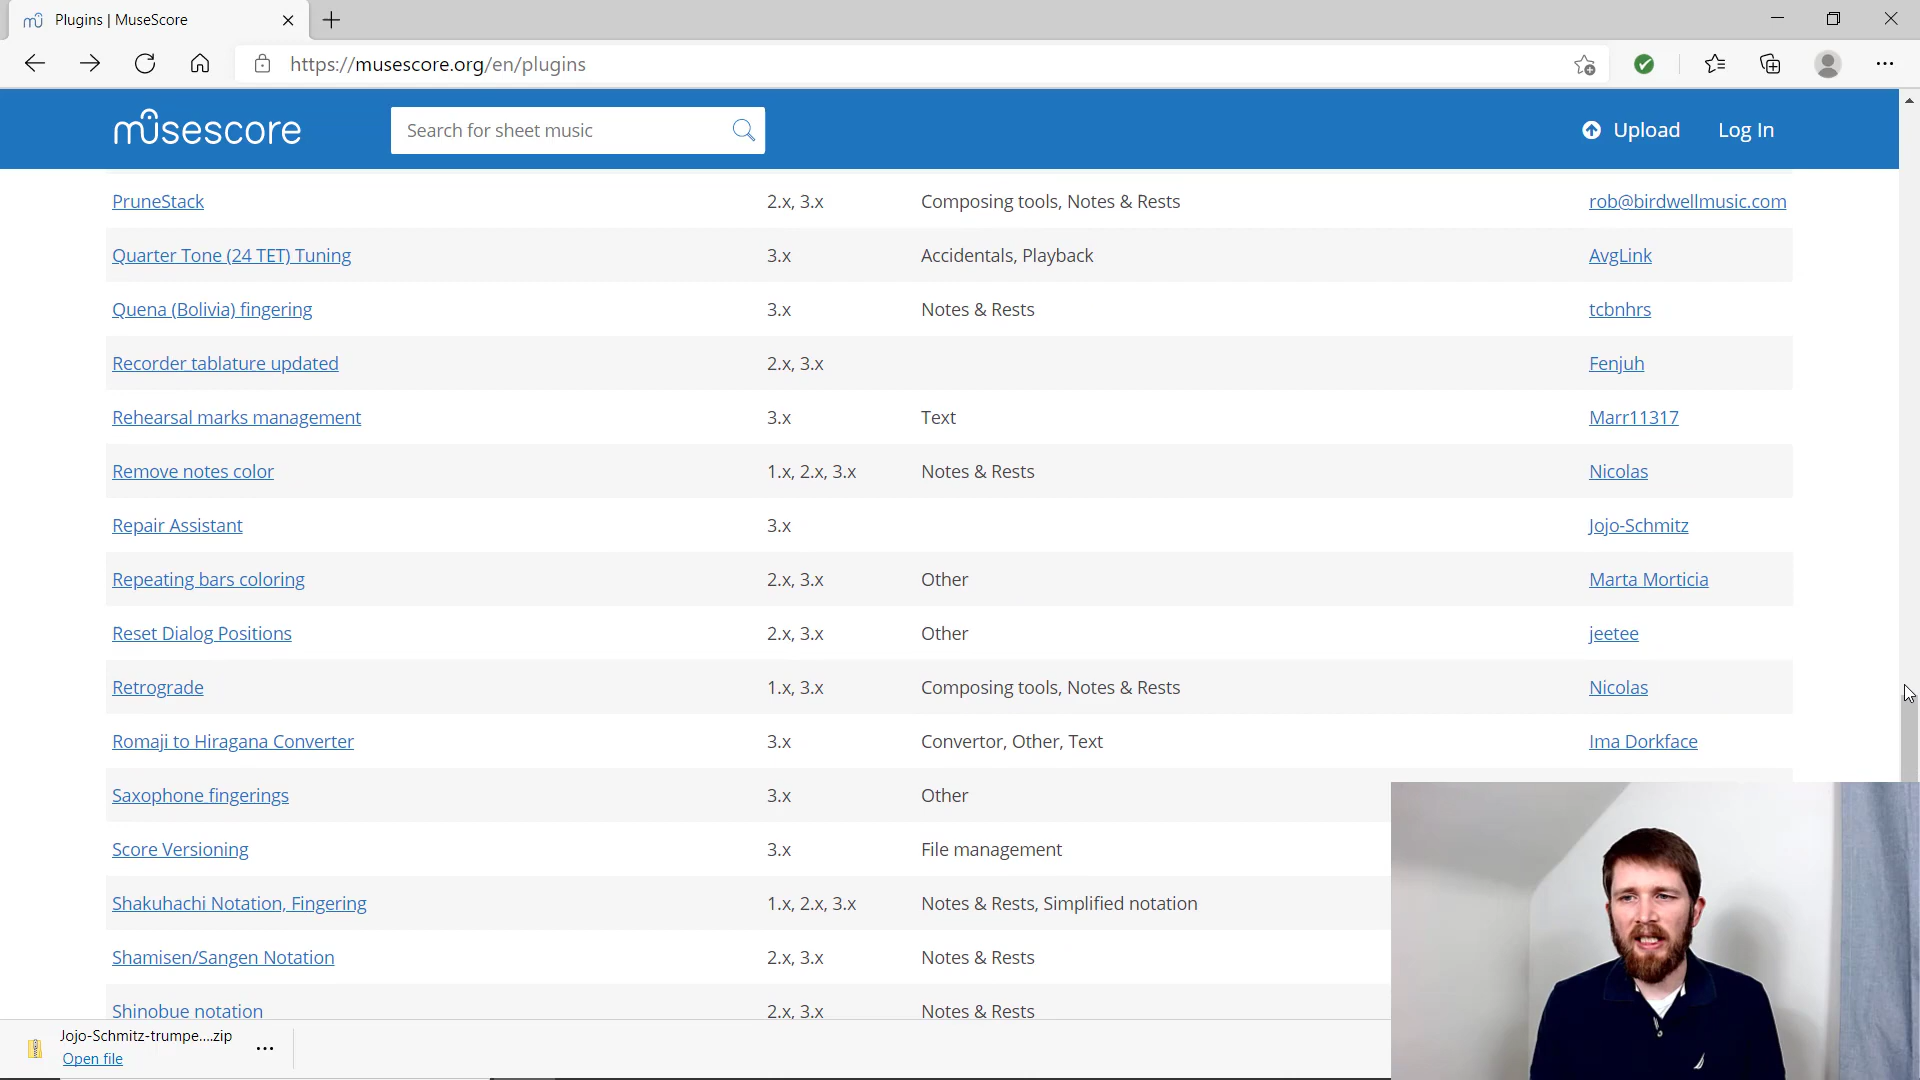 Plugins | MuseScore
https://musescore.org/en/plugins
musescore
Search for sheet music
Upload
Log In
PruneStack 2.x, 3.x Composing tools, Notes & Rests rob@birdwellmusic.com
Quarter Tone (24 TET) Tuning 3.x Accidentals, Playback AvgLink
Quena (Bolivia) fingering 3.x Notes & Rests tcbnhrs
Recorder tablature updated 2.x, 3.x Fenjuh
Rehearsal marks management 3.x Text Marr11317
Remove notes color 1.x, 2.x, 3.x Notes & Rests Nicolas
Repair Assistant 3.x Jojo-Schmitz
Repeating bars coloring 2.x, 3.x Other Marta Morticia
Reset Dialog Positions 2.x, 3.x Other jeetee
Retrograde 1.x, 3.x Composing tools, Notes & Rests Nicolas
Romaji to Hiragana Converter 3.x Convertor, Other, Text Ima Dorkface
Saxophone fingerings 3.x Other
Score Versioning 3.x File management
Shakuhachi Notation, Fingering 1.x, 2.x, 3.x Notes & Rests, Simplified notation
Shamisen/Sangen Notation 2.x, 3.x Notes & Rests
Shinobue notation 2.x, 3.x Notes & Rests
Jojo-Schmitz-trumpe....zip
Open file